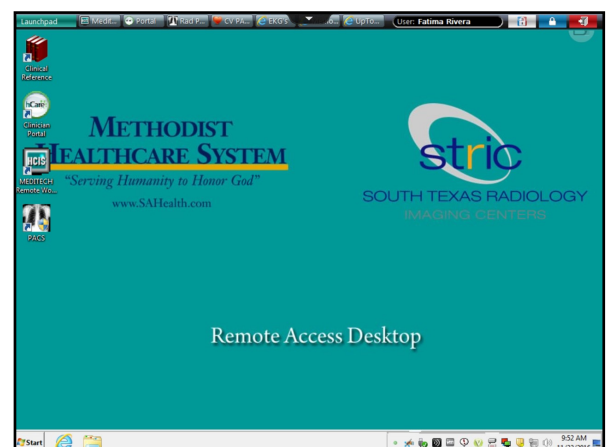 Launchpad Medit... Portal Rad P... CV PA... EKG's UpTo... User: Fatima Rivera
Clinical
Reference
hCare
Clinician
Portal
METHODIST
HEALTHCARE SYSTEM
"Serving Humanity to Honor God"
www.SAHealth.com
HCIS
MEDITECH
Remote Wo...
PACS
stric
SOUTH TEXAS RADIOLOGY
IMAGING CENTERS
Remote Access Desktop
Start
9:52 AM